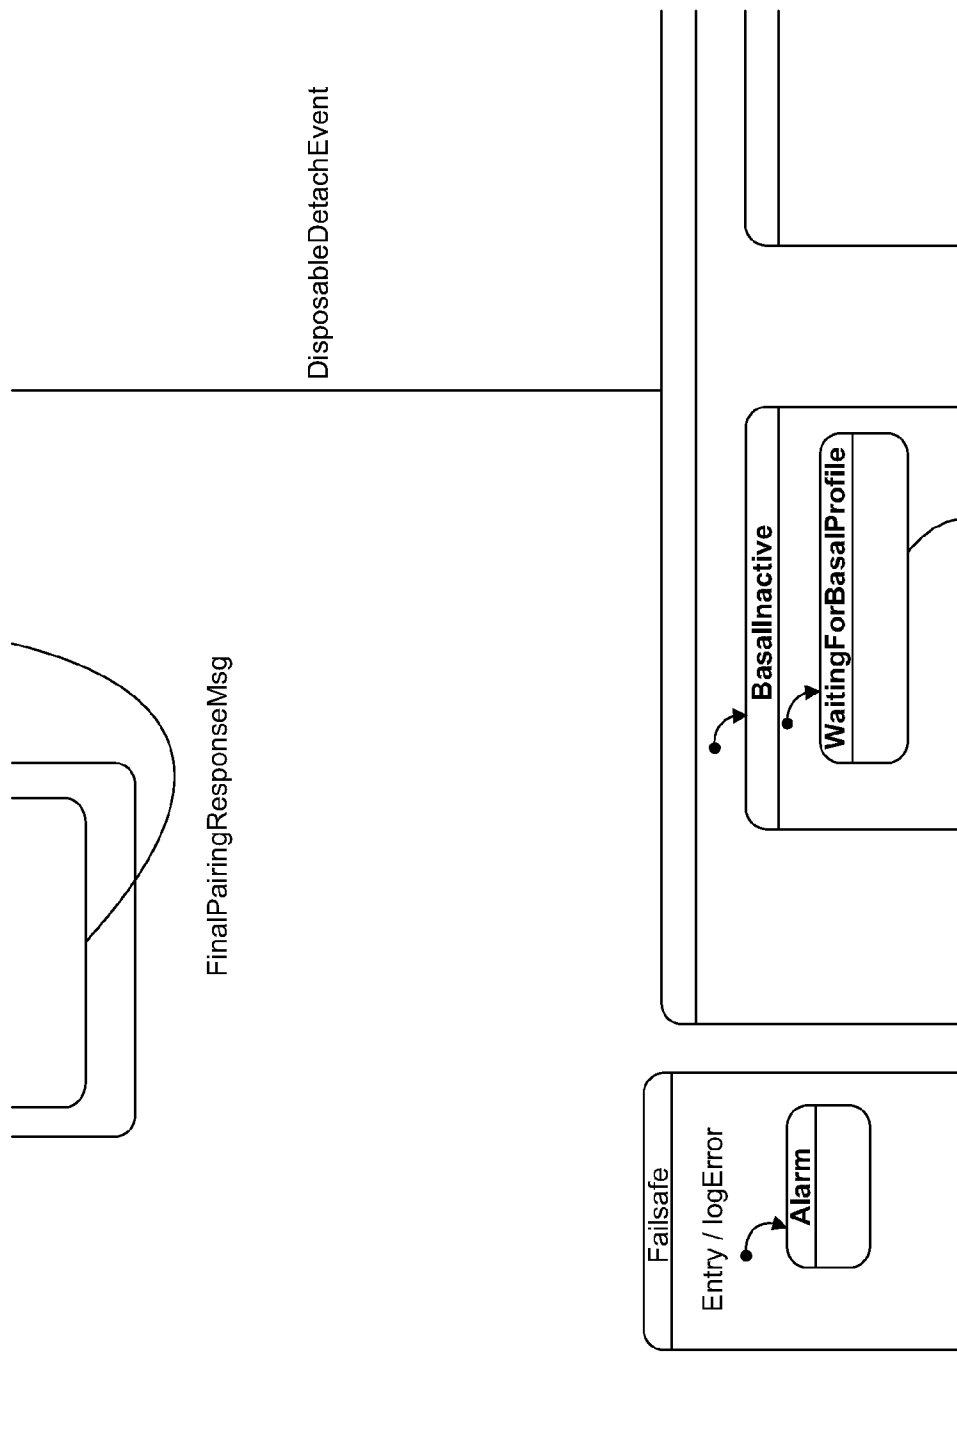 DisposableDetachEvent
FinalPairingResponseMsg
BasalInactive
WaitingForBasalProfile
Failsafe
Entry / logError
Alarm